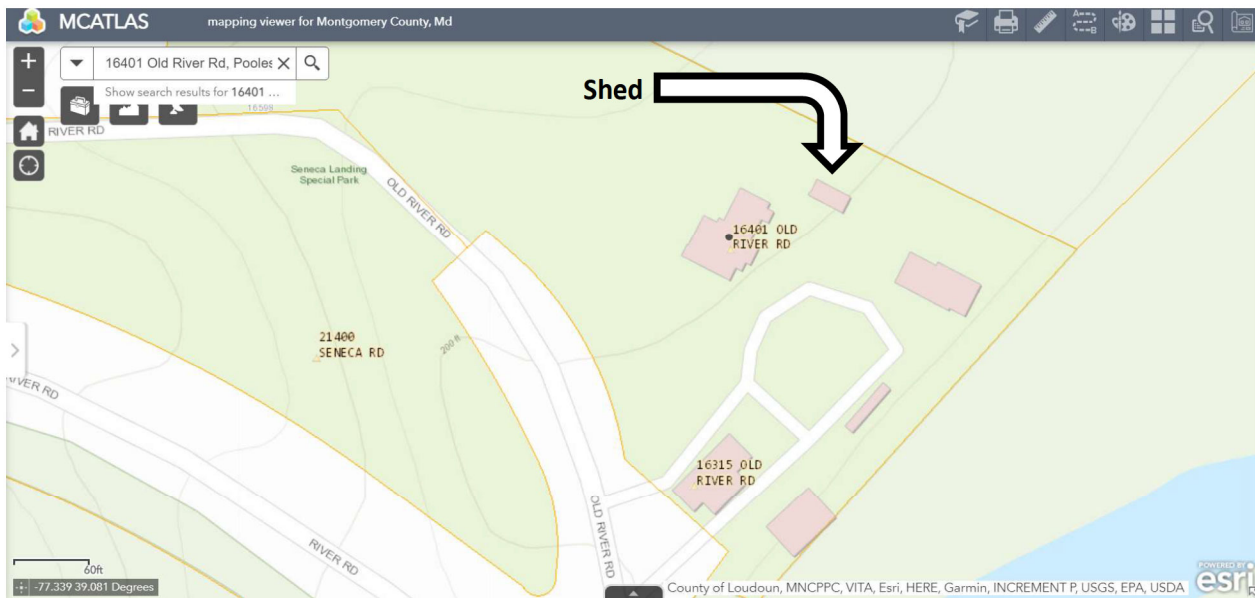 MCATLAS mapping viewer for Montgomery County, Md
+
16401 Old River Rd, Pooles
−
Show search results for 16401 ...
16598
RIVER RD
Shed
Seneca Landing
Special Park
OLD RIVER RD
16401 OLD
RIVER RD
21400
SENECA RD
200 ft
RIVER RD
16315 OLD
RIVER RD
OLD RIVER RD
RIVER RD
60ft
-77.339 39.081 Degrees
County of Loudoun, MNCPPC, VITA, Esri, HERE, Garmin, INCREMENT P, USGS, EPA, USDA
POWERED BY
esri